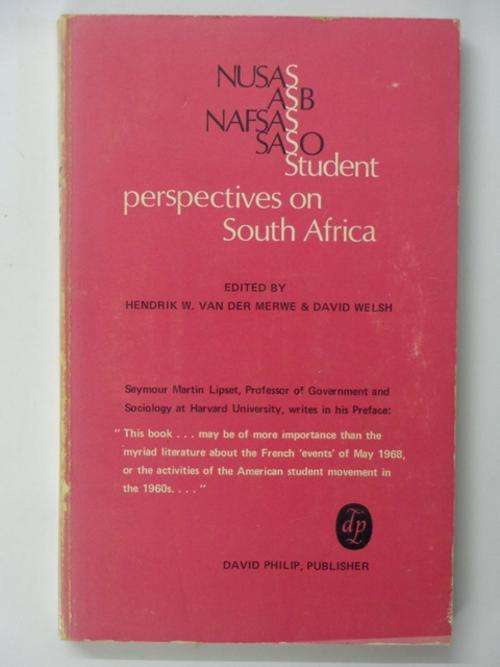 NUSAS
ASB
NAFSAS
SASO
Student
perspectives on
South Africa
EDITED BY
HENDRIK W. VAN DER MERWE & DAVID WELSH
Seymour Martin Lipset, Professor of Government and
Sociology at Harvard University, writes in his Preface:
" This book . . . may be of more importance than the
myriad literature about the French 'events' of May 1968,
or the activities of the American student movement in
the 1960s. . . . "
dp
DAVID PHILIP, PUBLISHER